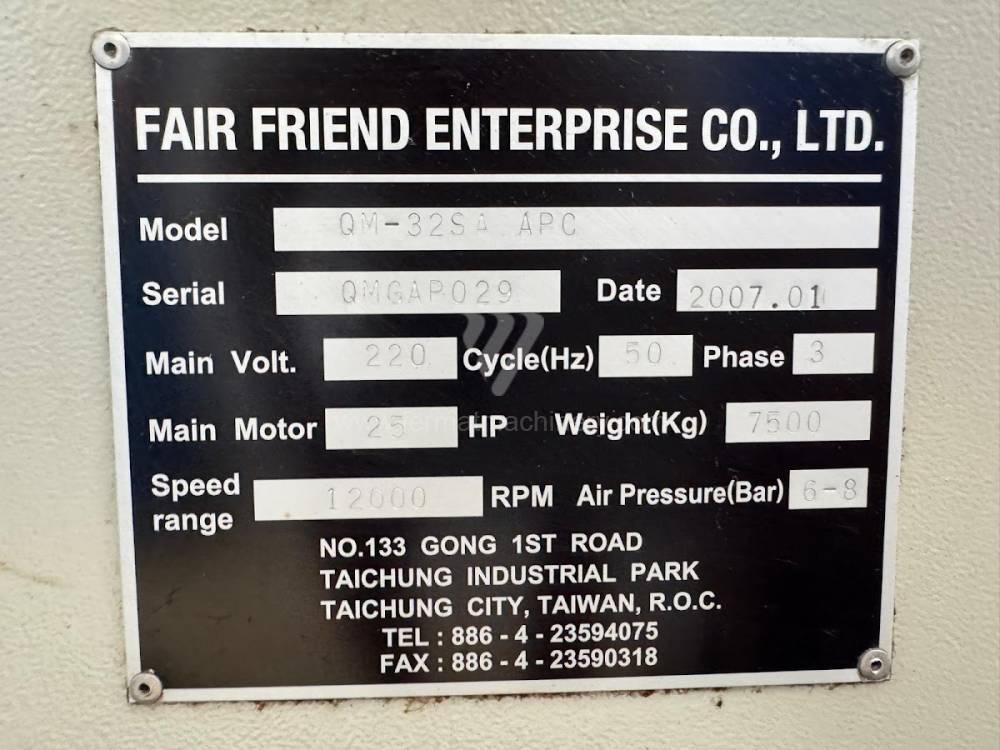 FAIR FRIEND ENTERPRISE CO., LTD.
Model QM-32SA APC
Serial QMGAP029 Date 2007.01
Main Volt. 220 Cycle(Hz) 50 Phase 3
Main Motor 25 HP Weight(Kg) 7500
Speed range 12000 RPM Air Pressure(Bar) 6-8
NO.133 GONG 1ST ROAD
TAICHUNG INDUSTRIAL PARK
TAICHUNG CITY, TAIWAN, R.O.C.
TEL : 886 - 4 - 23594075
FAX : 886 - 4 - 23590318